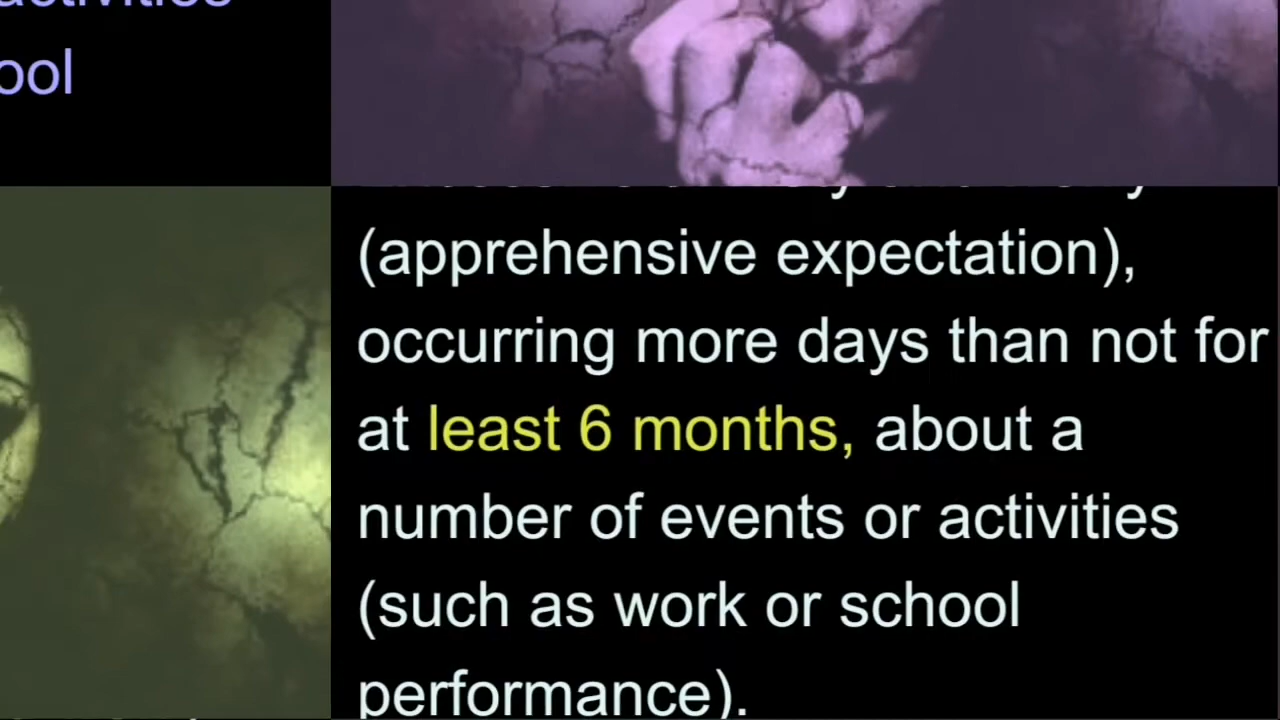 activities
ool
(apprehensive expectation),
occurring more days than not for
at least 6 months, about a
number of events or activities
(such as work or school
performance).